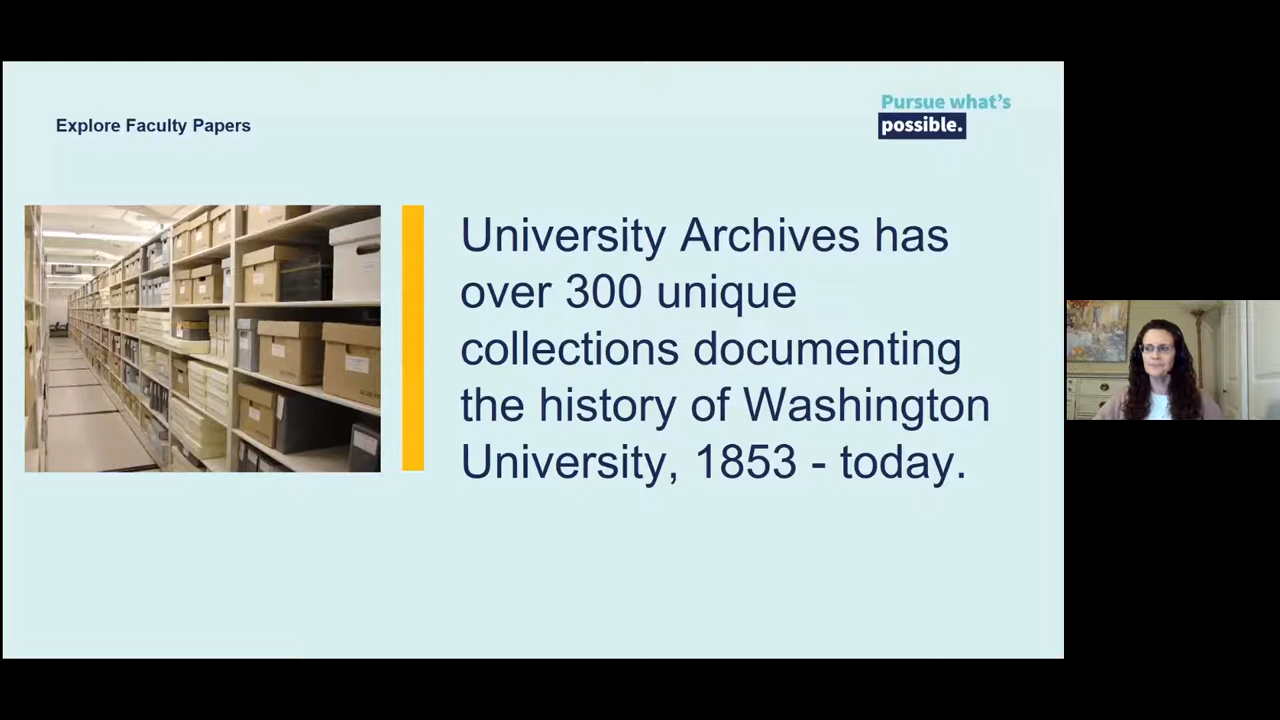 Explore Faculty Papers
Pursue what's
possible.
University Archives has
over 300 unique
collections documenting
the history of Washington
University, 1853 - today.